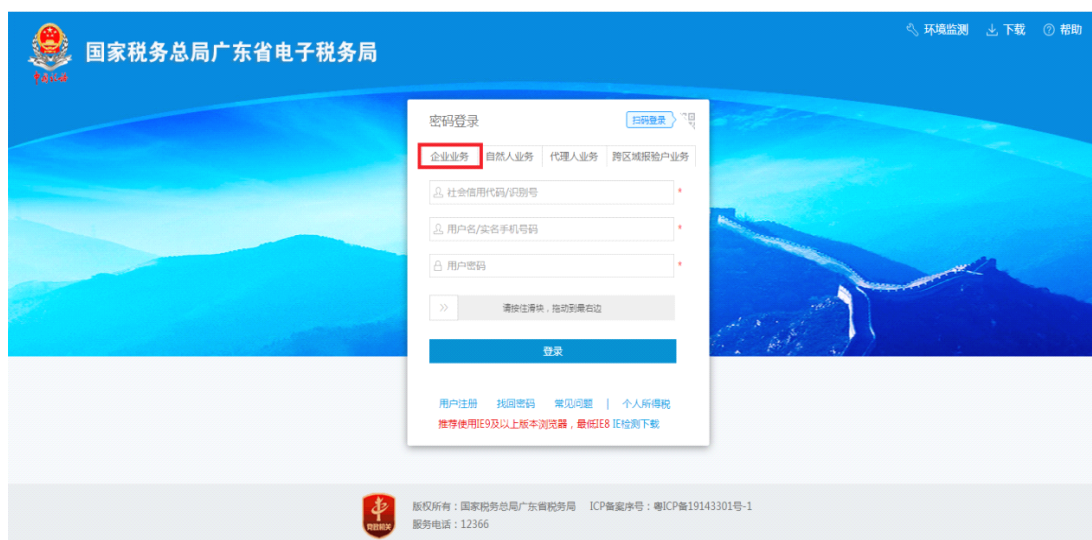 环境监测 下载 帮助
国家税务总局广东省电子税务局
中国税务
密码登录 扫码登录
企业业务 自然人业务 代理人业务 跨区域报验户业务
社会信用代码/识别号 *
用户名/实名手机号码 *
用户密码 *
请按住滑块，拖动到最右边
登录
用户注册 找回密码 常见问题 | 个人所得税
推荐使用IE9及以上版本浏览器，最低IE8 IE检测下载
版权所有：国家税务总局广东省税务局 ICP备案序号：粤ICP备19143301号-1
服务电话：12366
党政机关